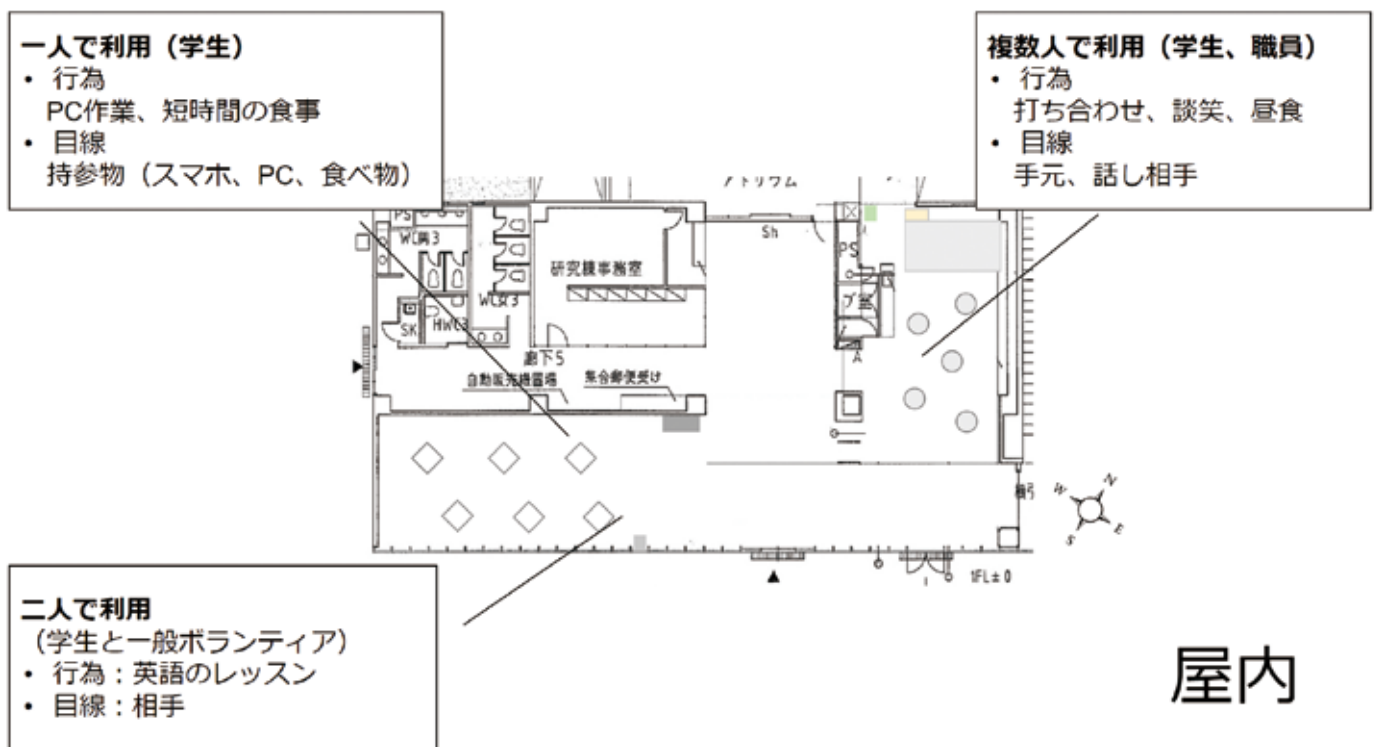 一人で利用（学生）
• 行為
PC作業、短時間の食事
• 目線
持参物（スマホ、PC、食べ物）
複数人で利用（学生、職員）
• 行為
打ち合わせ、談笑、昼食
• 目線
手元、話し相手
アトリウム
PS
WC男3
Sh
PS
研究機事務室
WC女3
SK
HWC3
廊下5
A
自動販売機置場
集合郵便受け
N
W
E
S
1FL±0
二人で利用
（学生と一般ボランティア）
• 行為：英語のレッスン
• 目線：相手
屋内